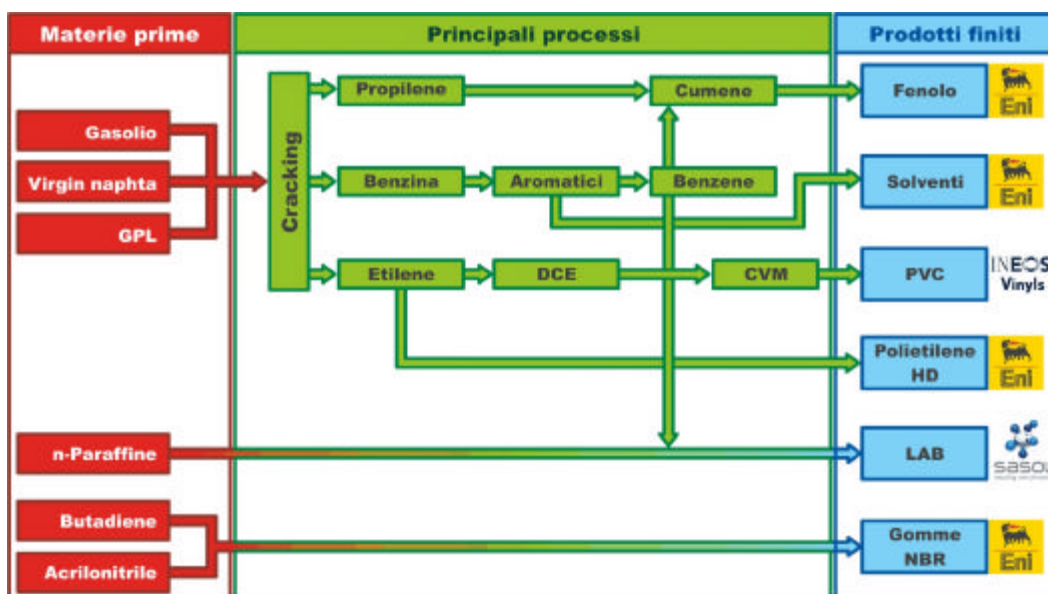 Materie prime
Principali processi
Prodotti finiti
Propilene
Cumene
Fenolo
Eni
Gasolio
Cracking
Virgin naphta
Benzina
Aromatici
Benzene
Solventi
Eni
GPL
Etilene
DCE
CVM
PVC
INEOS
Vinyls
Polietilene
HD
Eni
n-Paraffine
LAB
sasol
Butadiene
Gomme
NBR
Eni
Acrilonitrile